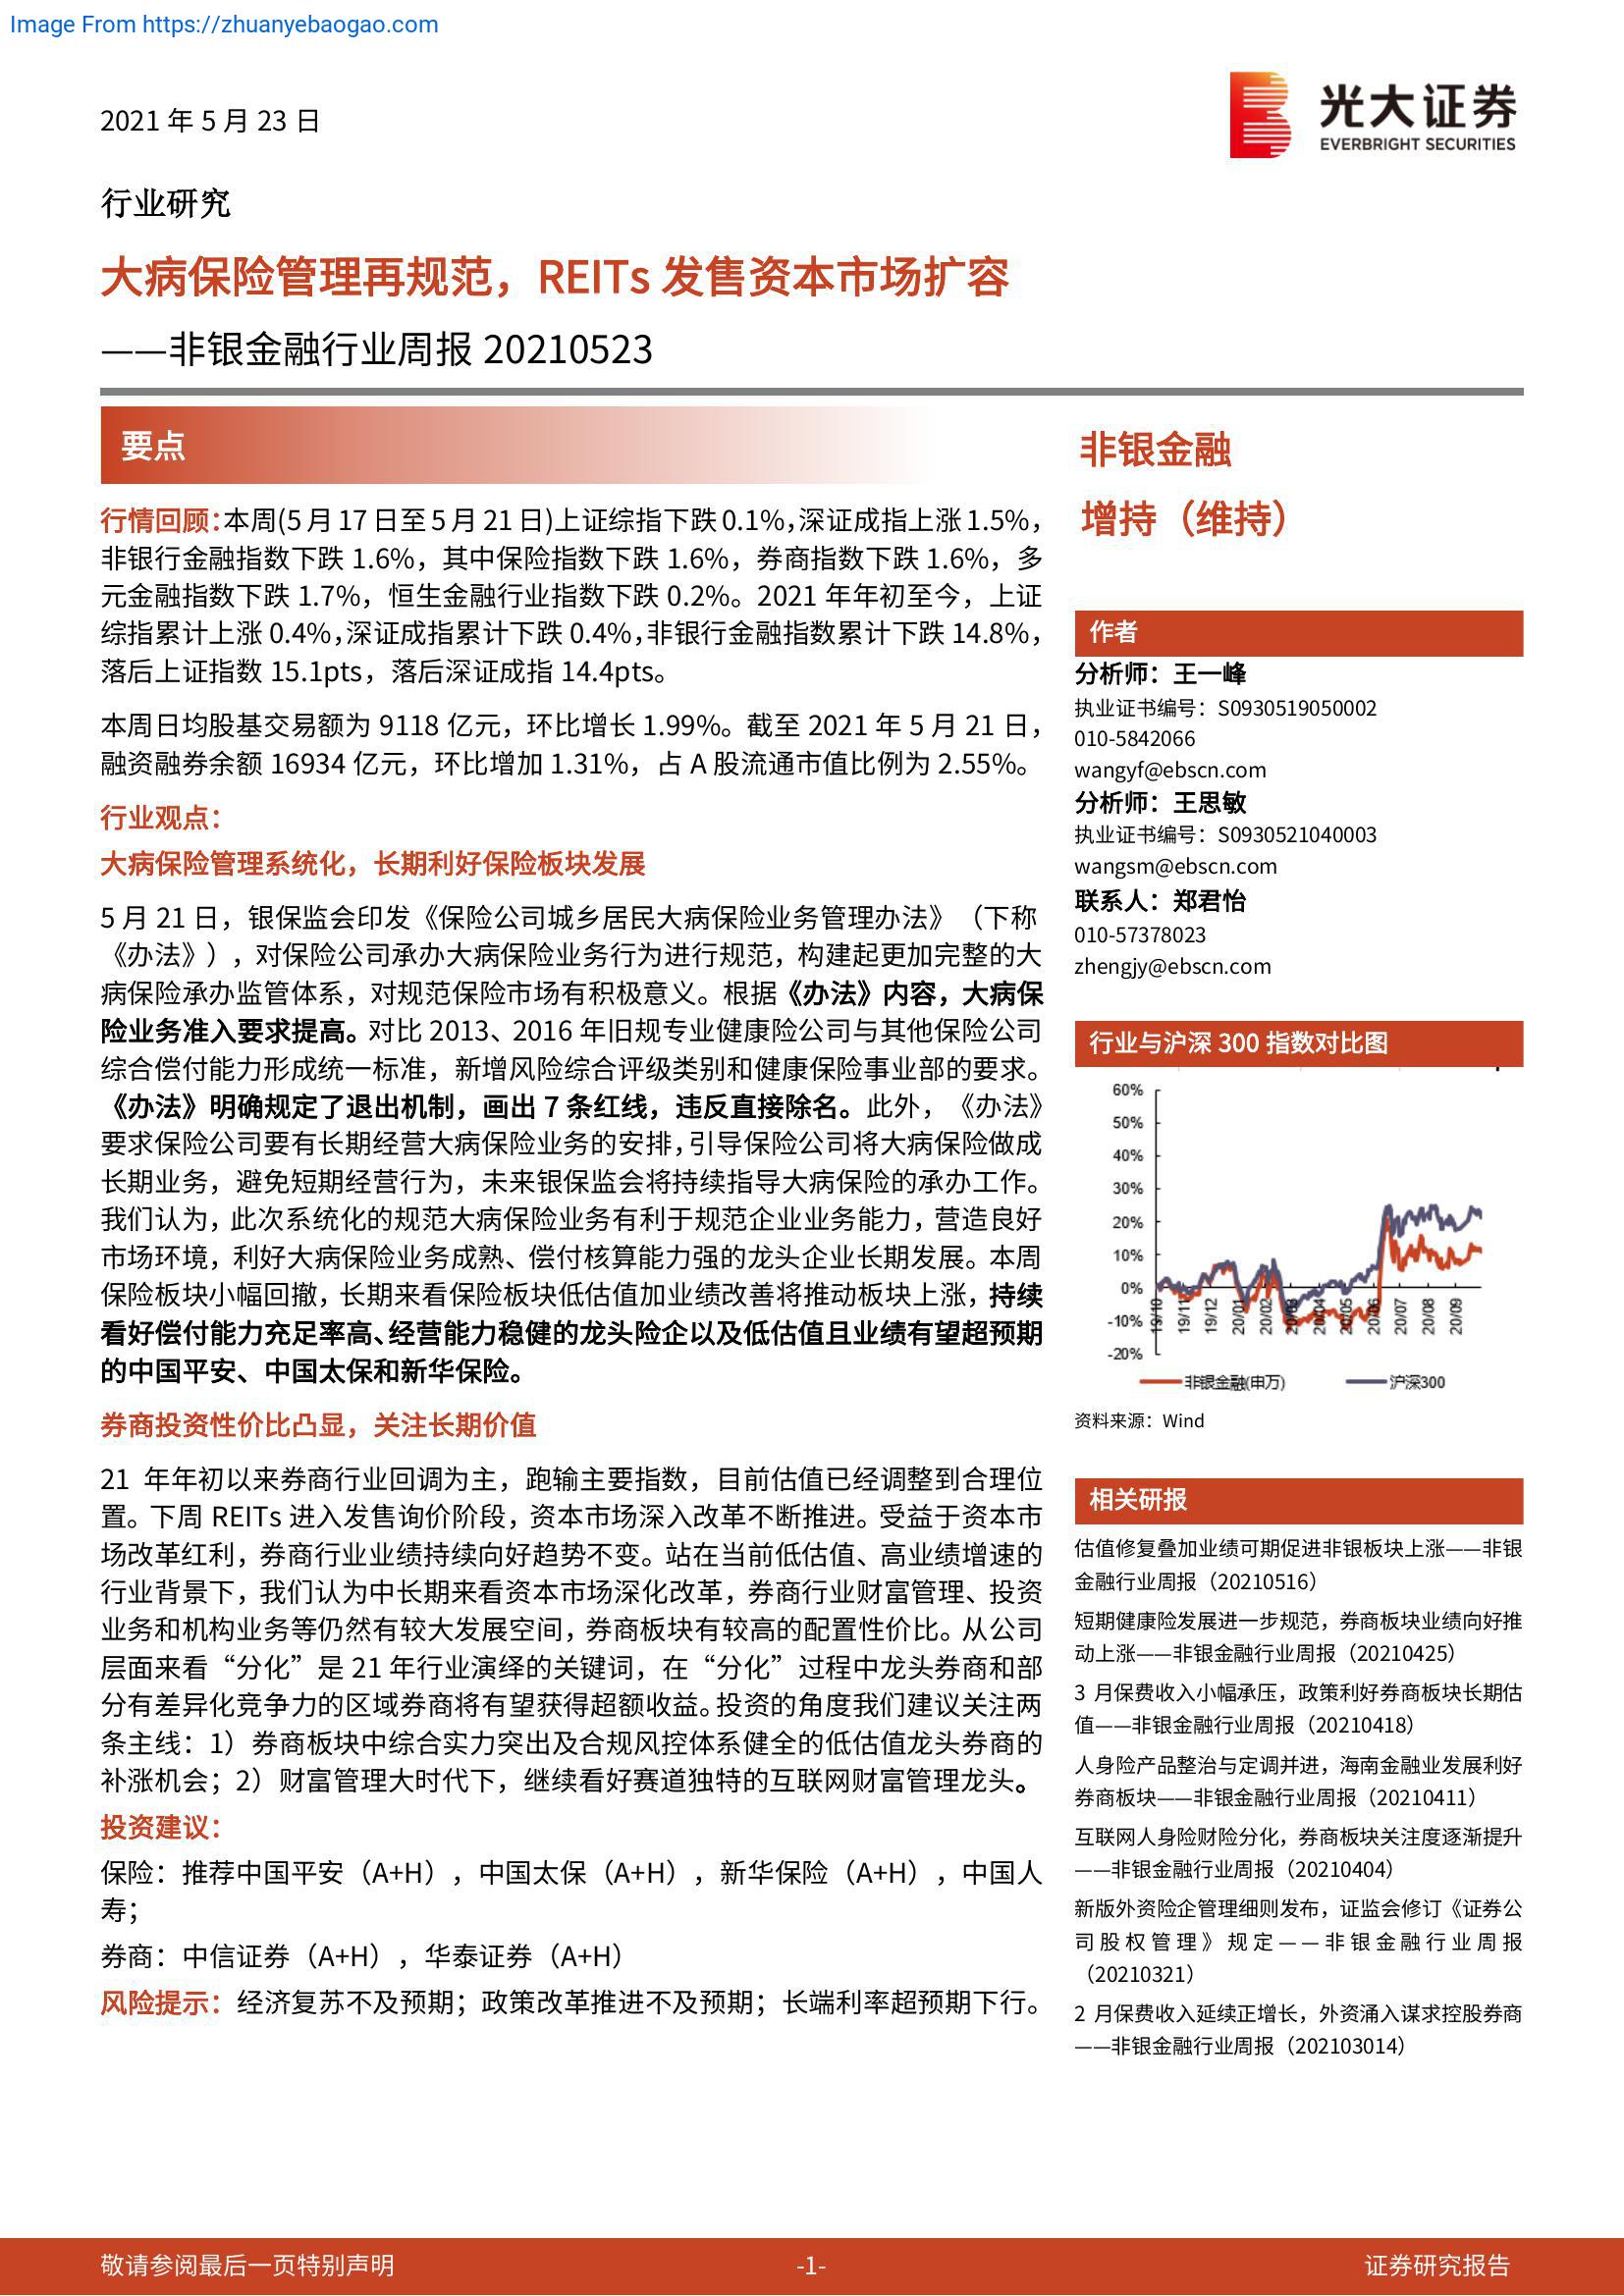 Image From https://zhuanyebaogao.com
2021 年 5 月 23 日
光大证券
EVERBRIGHT SECURITIES
行业研究
大病保险管理再规范，REITs 发售资本市场扩容
——非银金融行业周报 20210523
要点
行情回顾：本周(5 月 17 日至 5 月 21 日)上证综指下跌 0.1%，深证成指上涨 1.5%，
非银行金融指数下跌 1.6%，其中保险指数下跌 1.6%，券商指数下跌 1.6%，多
元金融指数下跌 1.7%，恒生金融行业指数下跌 0.2%。2021 年年初至今，上证
综指累计上涨 0.4%，深证成指累计下跌 0.4%，非银行金融指数累计下跌 14.8%，
落后上证指数 15.1pts，落后深证成指 14.4pts。
本周日均股基交易额为 9118 亿元，环比增长 1.99%。截至 2021 年 5 月 21 日，
融资融券余额 16934 亿元，环比增加 1.31%，占 A 股流通市值比例为 2.55%。
行业观点：
大病保险管理系统化，长期利好保险板块发展
5 月 21 日，银保监会印发《保险公司城乡居民大病保险业务管理办法》（下称
《办法》），对保险公司承办大病保险业务行为进行规范，构建起更加完整的大
病保险承办监管体系，对规范保险市场有积极意义。根据《办法》内容，大病保
险业务准入要求提高。对比 2013、2016 年旧规专业健康险公司与其他保险公司
综合偿付能力形成统一标准，新增风险综合评级类别和健康保险事业部的要求。
《办法》明确规定了退出机制，画出 7 条红线，违反直接除名。此外，《办法》
要求保险公司要有长期经营大病保险业务的安排，引导保险公司将大病保险做成
长期业务，避免短期经营行为，未来银保监会将持续指导大病保险的承办工作。
我们认为，此次系统化的规范大病保险业务有利于规范企业业务能力，营造良好
市场环境，利好大病保险业务成熟、偿付核算能力强的龙头企业长期发展。本周
保险板块小幅回撤，长期来看保险板块低估值加业绩改善将推动板块上涨，持续
看好偿付能力充足率高、经营能力稳健的龙头险企以及低估值且业绩有望超预期
的中国平安、中国太保和新华保险。
券商投资性价比凸显，关注长期价值
21 年年初以来券商行业回调为主，跑输主要指数，目前估值已经调整到合理位
置。下周 REITs 进入发售询价阶段，资本市场深入改革不断推进。受益于资本市
场改革红利，券商行业业绩持续向好趋势不变。站在当前低估值、高业绩增速的
行业背景下，我们认为中长期来看资本市场深化改革，券商行业财富管理、投资
业务和机构业务等仍然有较大发展空间，券商板块有较高的配置性价比。从公司
层面来看“分化”是 21 年行业演绎的关键词，在“分化”过程中龙头券商和部
分有差异化竞争力的区域券商将有望获得超额收益。投资的角度我们建议关注两
条主线：1）券商板块中综合实力突出及合规风控体系健全的低估值龙头券商的
补涨机会；2）财富管理大时代下，继续看好赛道独特的互联网财富管理龙头。
投资建议：
保险：推荐中国平安（A+H），中国太保（A+H），新华保险（A+H），中国人
寿；
券商：中信证券（A+H），华泰证券（A+H）
风险提示：经济复苏不及预期；政策改革推进不及预期；长端利率超预期下行。
非银金融
增持（维持）
作者
分析师：王一峰
执业证书编号：S0930519050002
010-5842066
wangyf@ebscn.com
分析师：王思敏
执业证书编号：S0930521040003
wangsm@ebscn.com
联系人：郑君怡
010-57378023
zhengjy@ebscn.com
行业与沪深 300 指数对比图
60%
50%
40%
30%
20%
10%
0%
-10%
-20%
19/10 19/11 19/12 20/01 20/02 20/03 20/04 20/05 20/06 20/07 20/08 20/09
非银金融(申万) 沪深300
资料来源：Wind
相关研报
估值修复叠加业绩可期促进非银板块上涨——非银
金融行业周报（20210516）
短期健康险发展进一步规范，券商板块业绩向好推
动上涨——非银金融行业周报（20210425）
3 月保费收入小幅承压，政策利好券商板块长期估
值——非银金融行业周报（20210418）
人身险产品整治与定调并进，海南金融业发展利好
券商板块——非银金融行业周报（20210411）
互联网人身险财险分化，券商板块关注度逐渐提升
——非银金融行业周报（20210404）
新版外资险企管理细则发布，证监会修订《证券公
司股权管理》规定——非银金融行业周报
（20210321）
2 月保费收入延续正增长，外资涌入谋求控股券商
——非银金融行业周报（202103014）
敬请参阅最后一页特别声明
-1-
证券研究报告